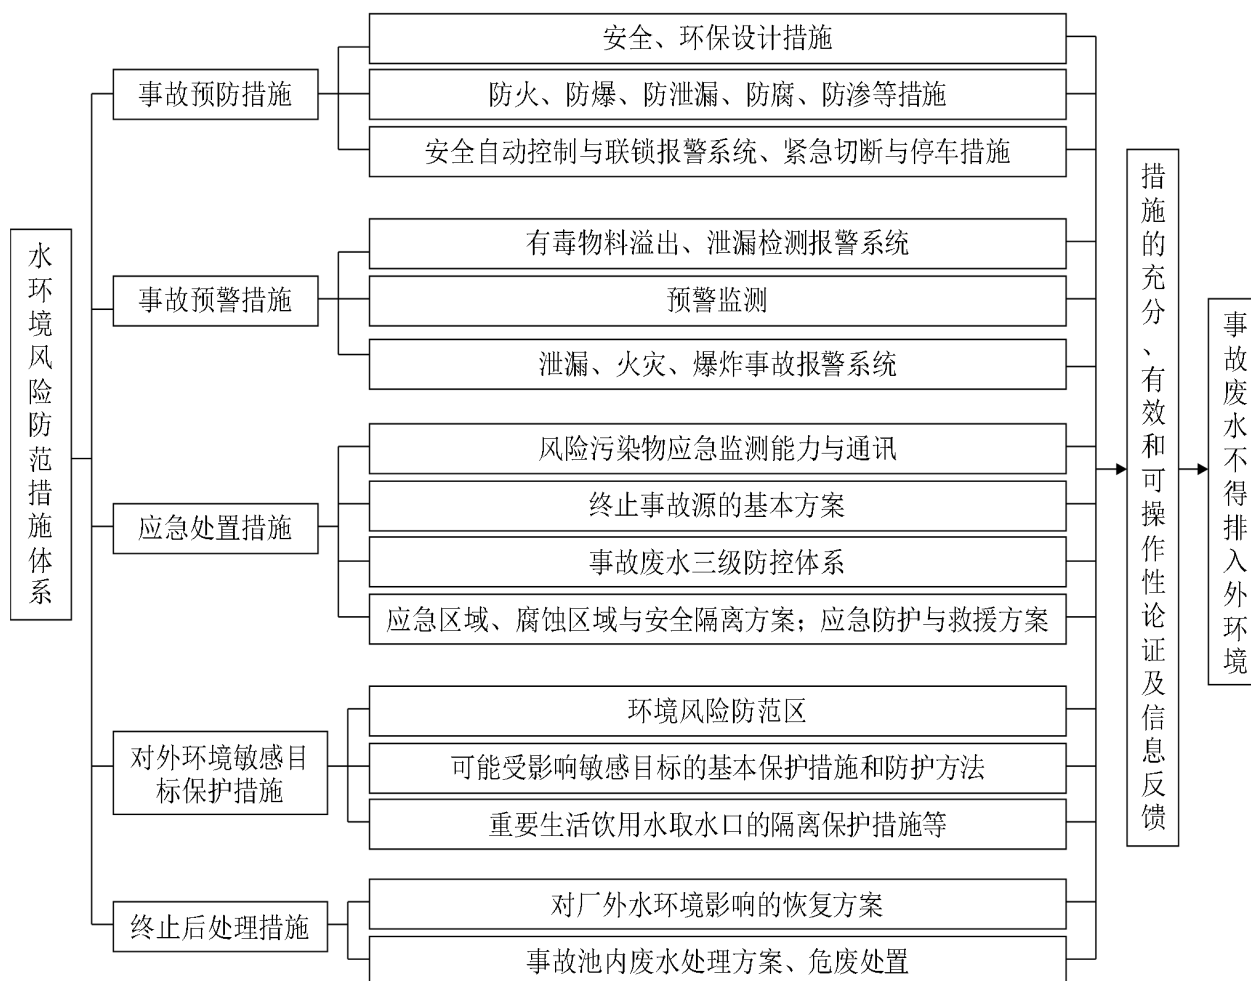 水环境风险防范措施体系
事故预防措施
安全、环保设计措施
防火、防爆、防泄漏、防腐、防渗等措施
安全自动控制与联锁报警系统、紧急切断与停车措施
事故预警措施
有毒物料溢出、泄漏检测报警系统
预警监测
泄漏、火灾、爆炸事故报警系统
应急处置措施
风险污染物应急监测能力与通讯
终止事故源的基本方案
事故废水三级防控体系
应急区域、腐蚀区域与安全隔离方案；应急防护与救援方案
对外环境敏感目
标保护措施
环境风险防范区
可能受影响敏感目标的基本保护措施和防护方法
重要生活饮用水取水口的隔离保护措施等
终止后处理措施
对厂外水环境影响的恢复方案
事故池内废水处理方案、危废处置
措施的充分、有效和可操作性论证及信息反馈
事故废水不得排入外环境